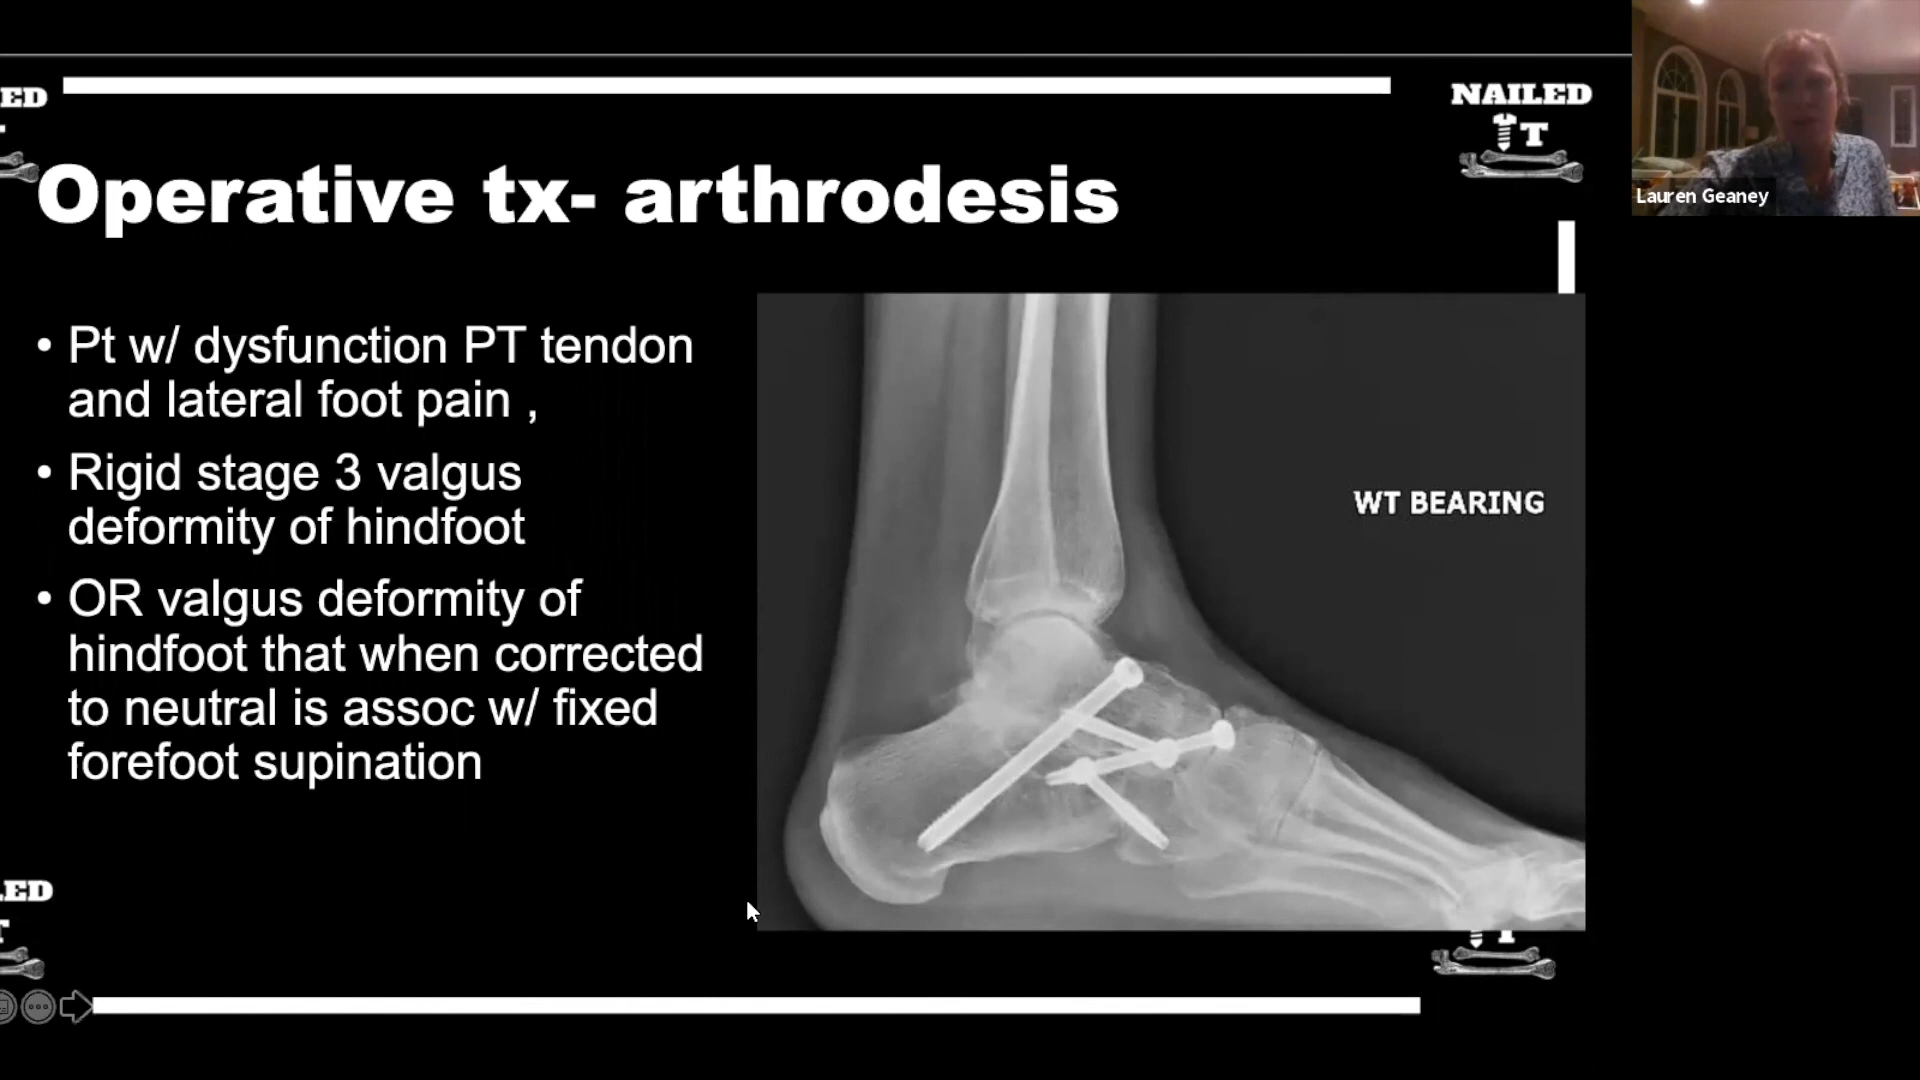 ED
NAILED
T
Lauren Geaney
Operative tx- arthrodesis
• Pt w/ dysfunction PT tendon
and lateral foot pain ,
• Rigid stage 3 valgus
deformity of hindfoot
• OR valgus deformity of
hindfoot that when corrected
to neutral is assoc w/ fixed
forefoot supination
WT BEARING
ED
T